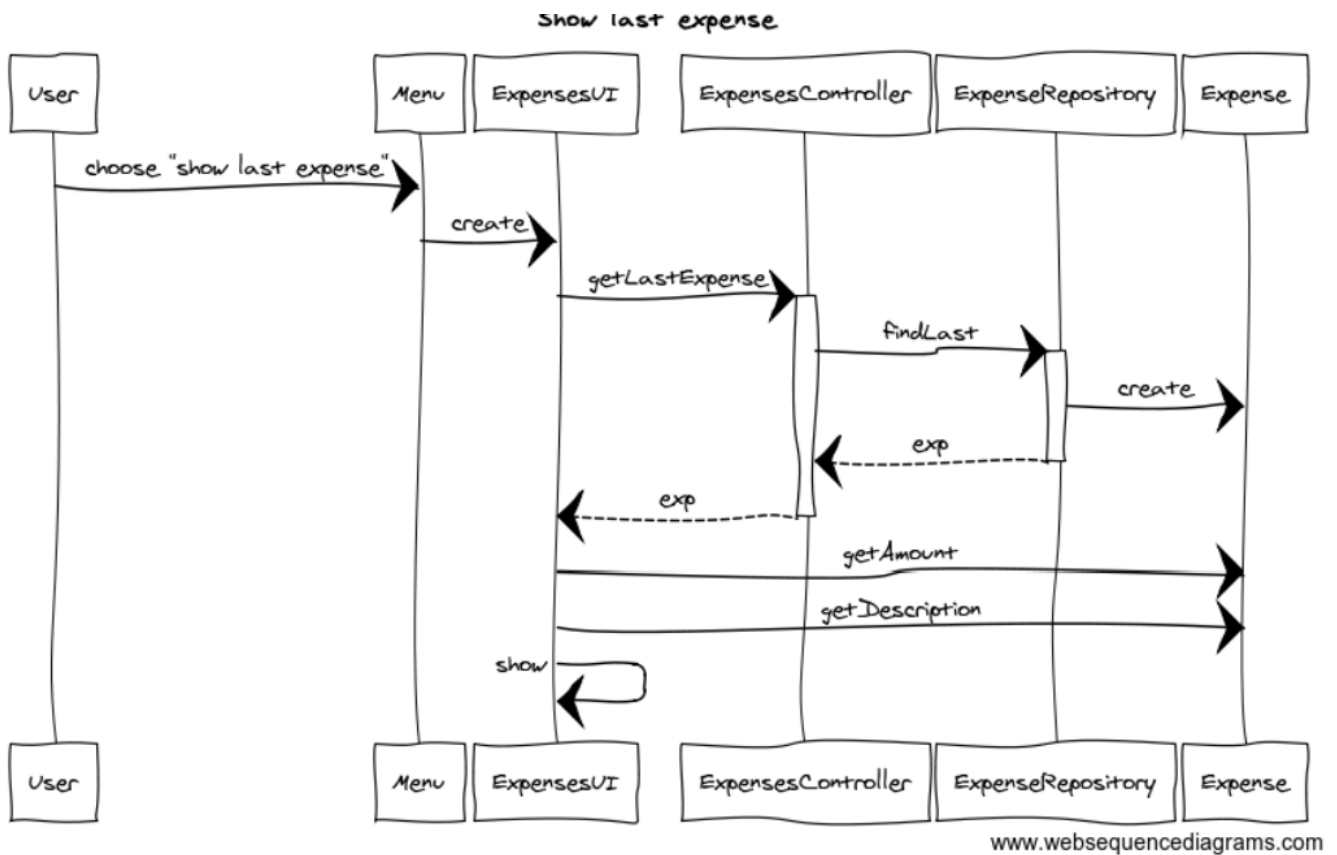 Show last expense
User Menu ExpensesUI ExpensesController ExpenseRepository Expense
choose "show last expense"
create
getLastExpense
findLast
create
exp
exp
getAmount
getDescription
show
User Menu ExpensesUI ExpensesController ExpenseRepository Expense
www.websequencediagrams.com